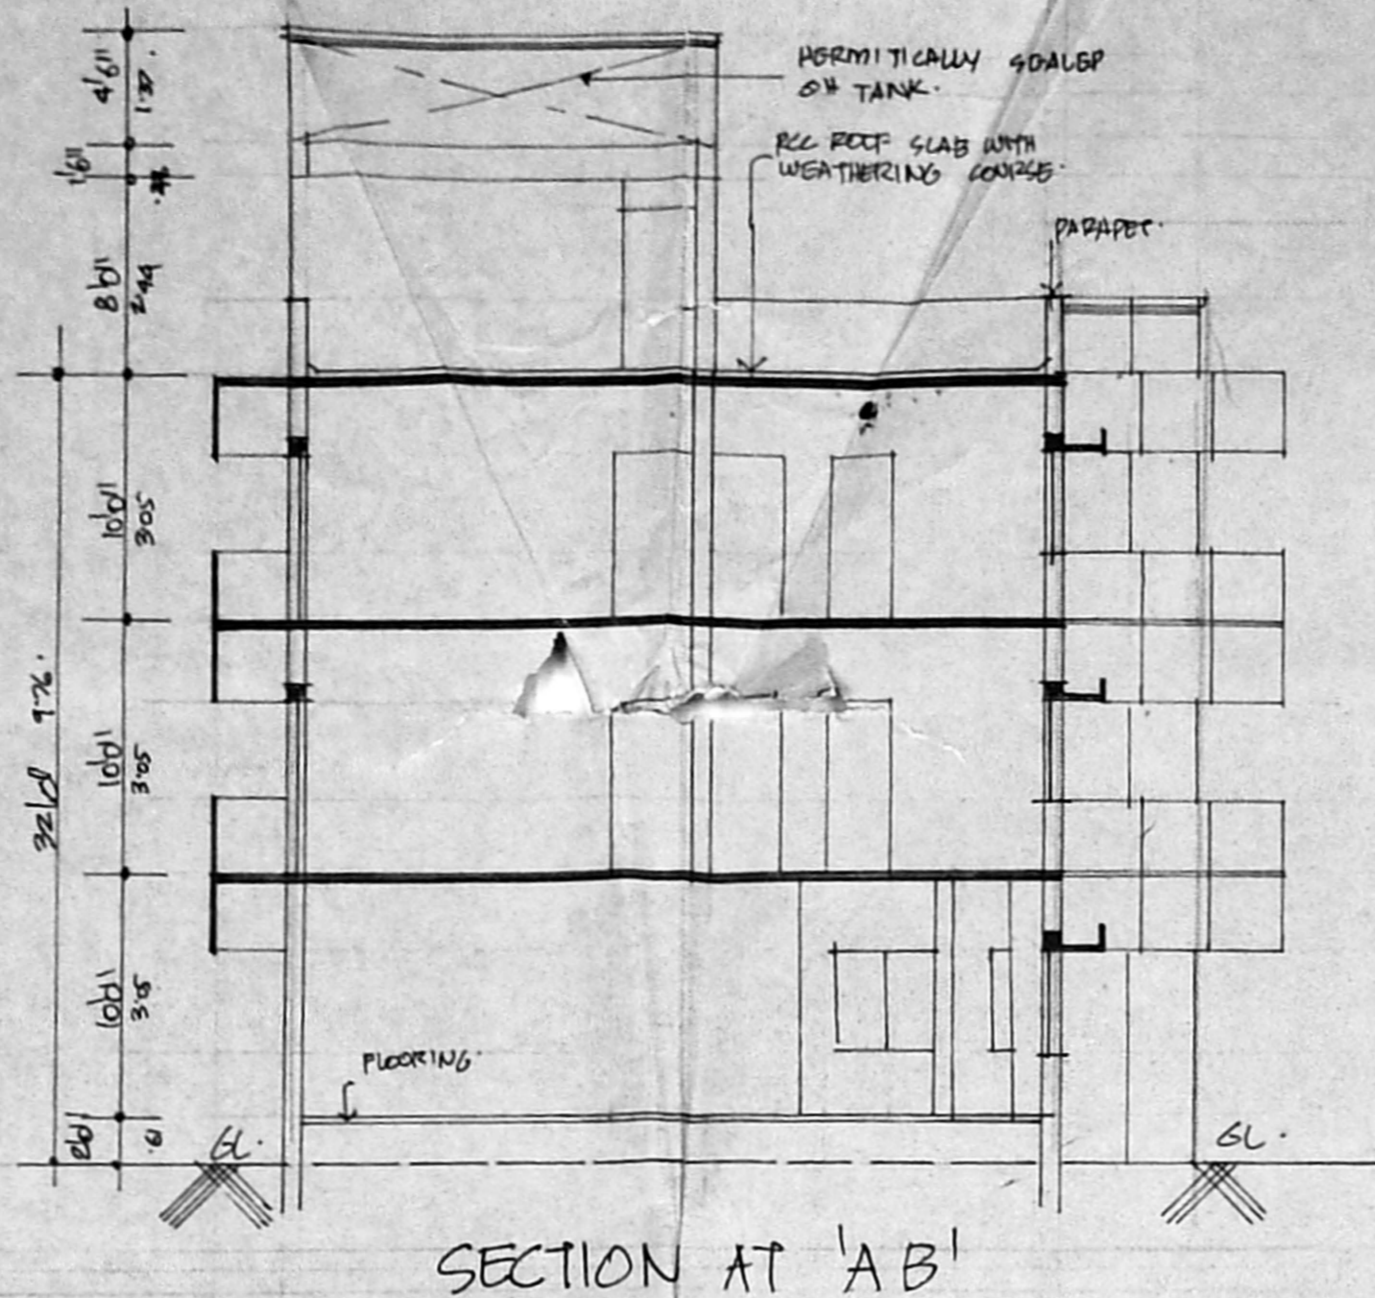 4'6"
1.37.
HERMITICALLY SEALED
OH TANK.
1'6"
RCC ROOF SLAB WITH
WEATHERING COURSE.
PARAPET.
8'0"
2.44
10'0"
3.05
32'0" 9.76.
10'0"
3.05
10'0"
3.05
FLOORING.
2'0"
.61
GL.
GL.
SECTION AT 'AB'